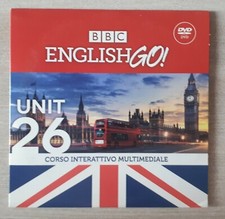 BBC
ENGLISH GO!
DVD
UNIT
26
CORSO INTERATTIVO MULTIMEDIALE